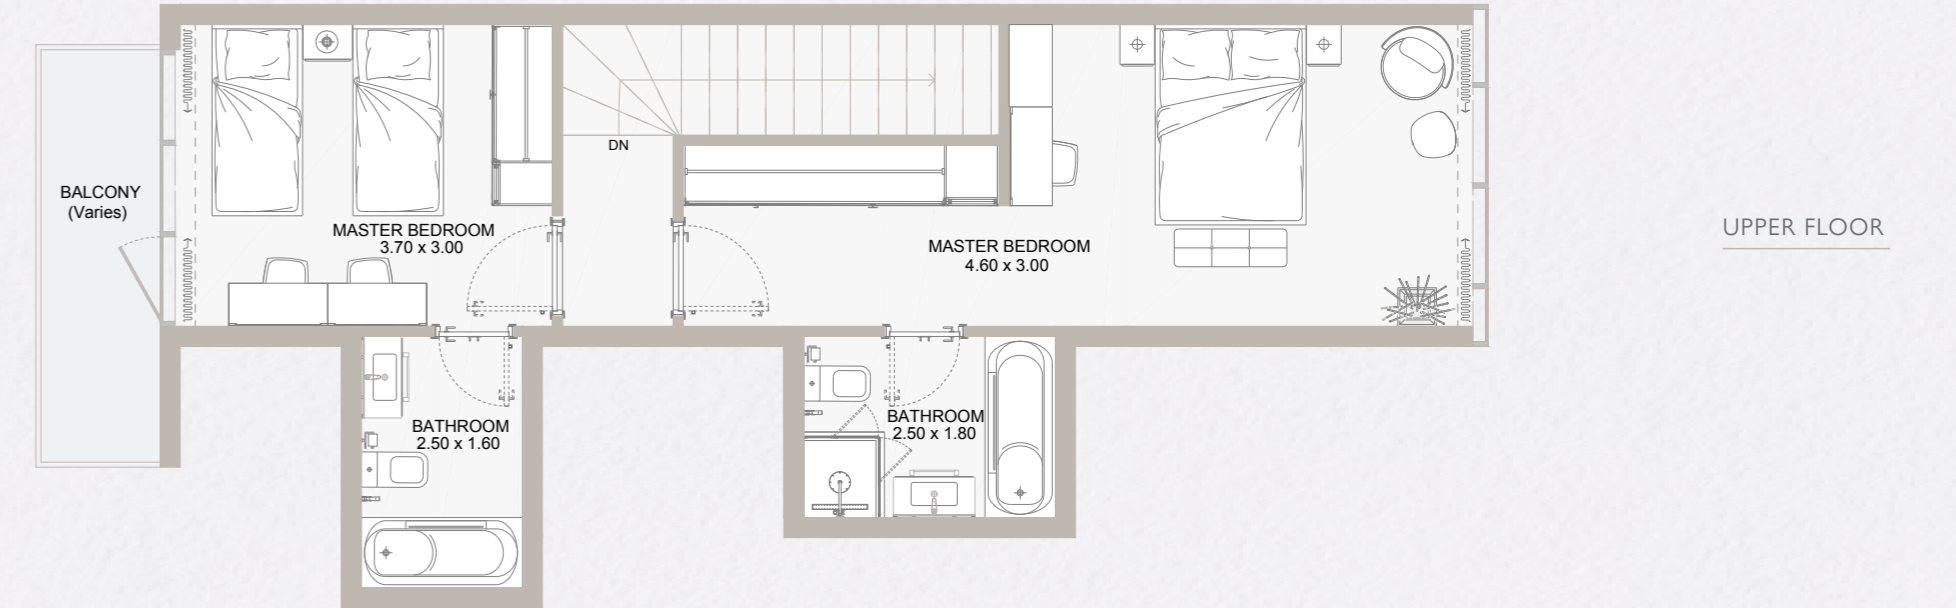 BALCONY
(Varies)
MASTER BEDROOM
3.70 x 3.00
DN
MASTER BEDROOM
4.60 x 3.00
BATHROOM
2.50 x 1.60
BATHROOM
2.50 x 1.80
UPPER FLOOR